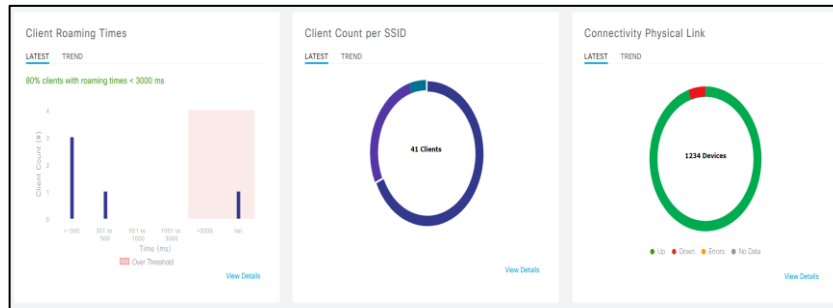 Client Roaming Times
LATEST TREND
80% clients with roaming times < 3000 ms
Client Count (#)
4
3
2
1
0
<=300
301 to 500
501 to 1000
1001 to 3000
>3000
Time (ms)
Over Threshold
View Details
Client Count per SSID
LATEST TREND
41 Clients
View Details
Connectivity Physical Link
LATEST TREND
1234 Devices
Up Down Errors No Data
View Details